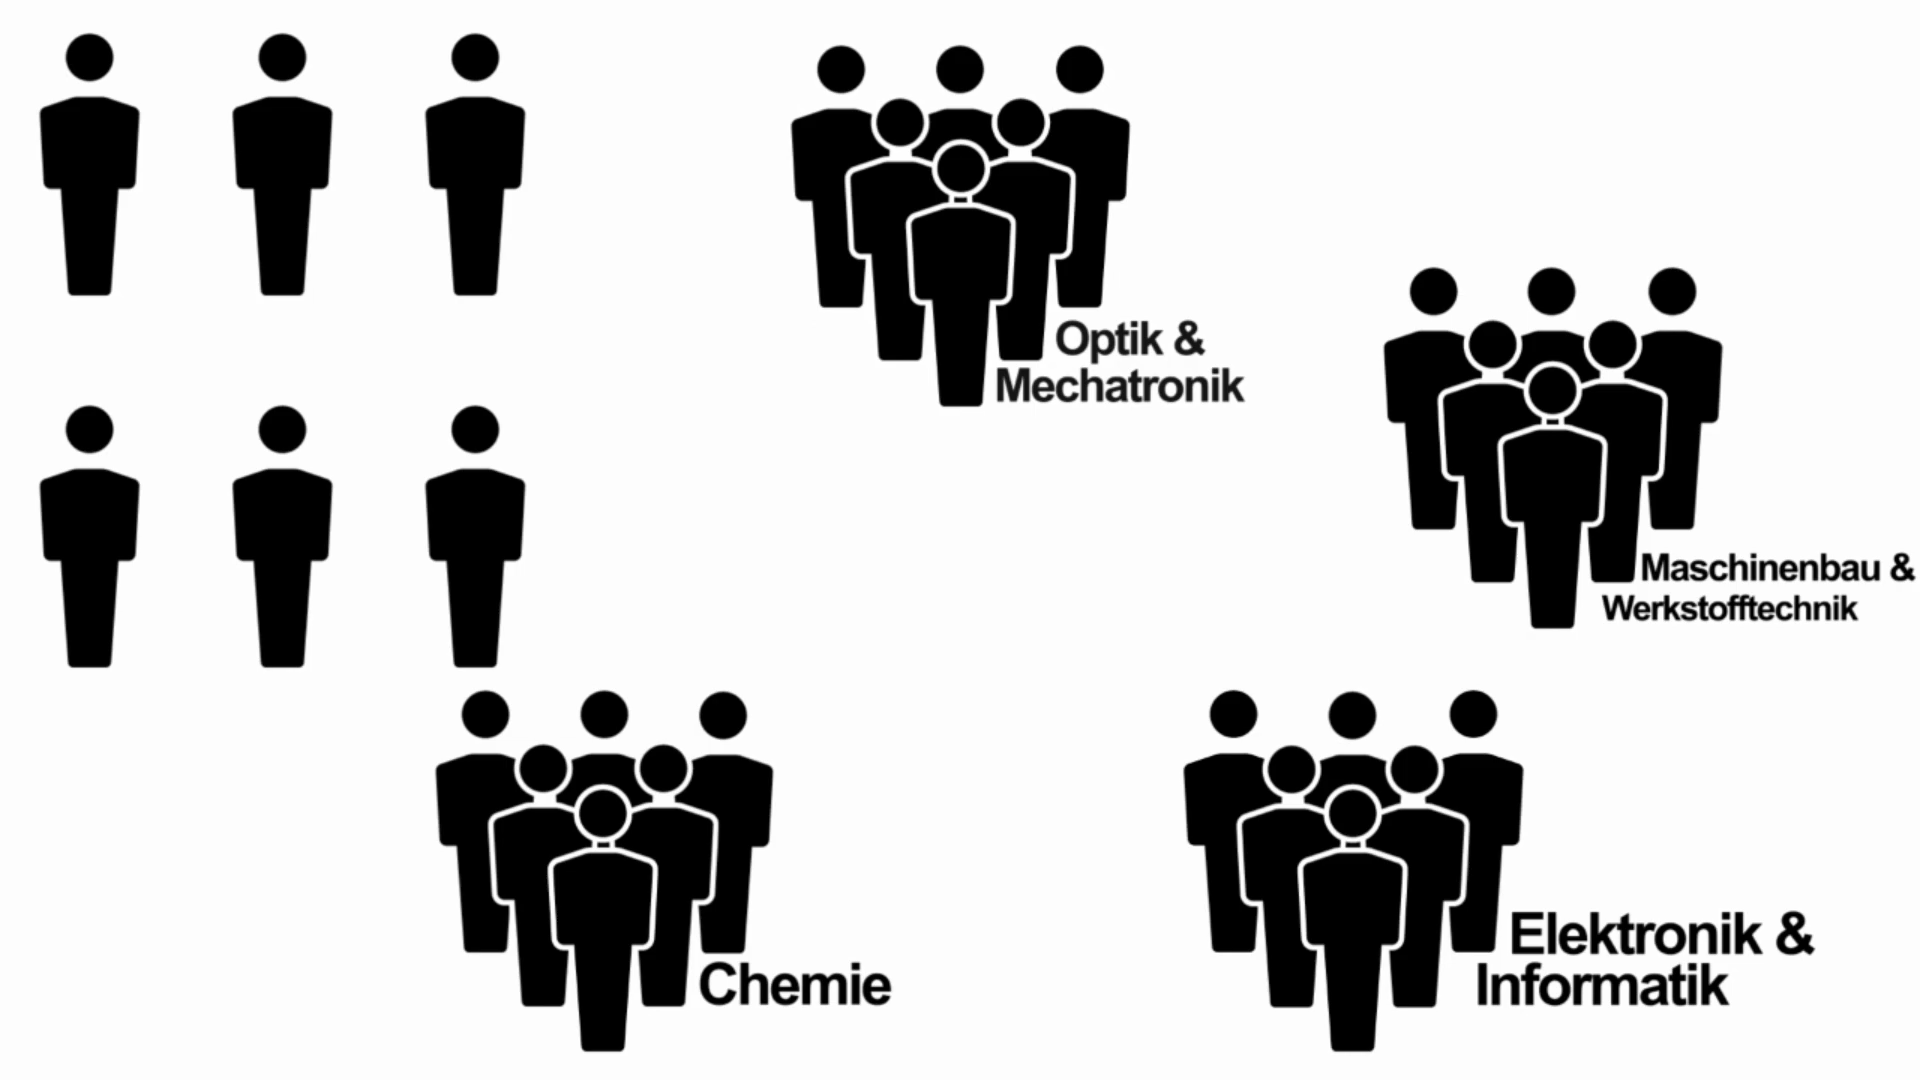 Optik &
Mechatronik
Maschinenbau &
Werkstofftechnik
Chemie
Elektronik &
Informatik